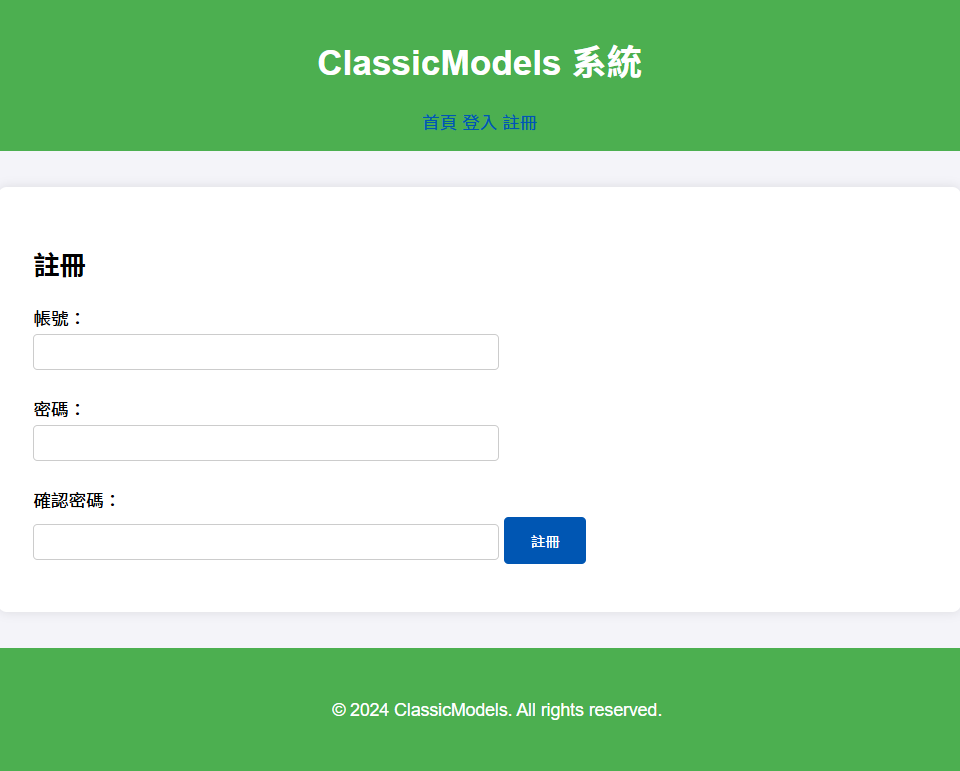 ClassicModels 系統
首頁 登入 註冊
註冊
帳號：
密碼：
確認密碼：
註冊
© 2024 ClassicModels. All rights reserved.